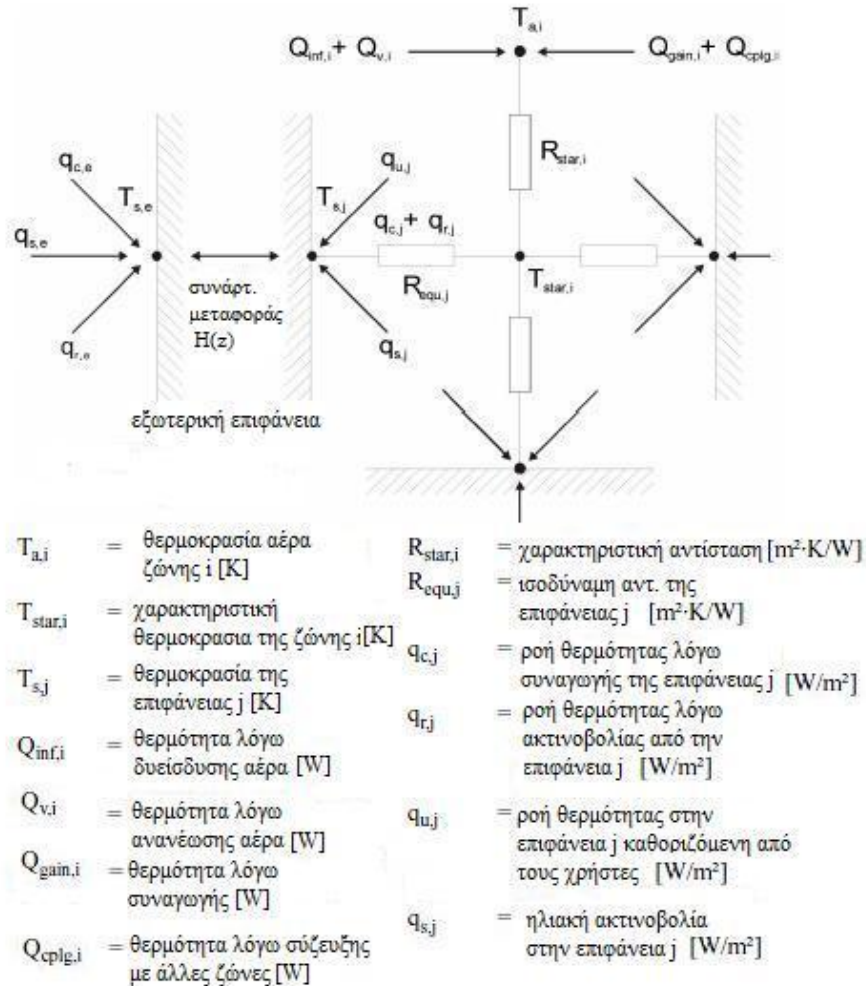 T_a,i
Q_inf,i + Q_v,i
Q_gain,i + Q_cplg,i
R_star,i
q_c,e
T_s,e
q_s,e
q_r,e
συνάρτ.
μεταφοράς
H(z)
T_s,j
q_u,j
q_c,j + q_r,j
R_equ,j
q_s,j
T_star,i
εξωτερική επιφάνεια
T_a,i = θερμοκρασία αέρα
ζώνης i [K]
T_star,i = χαρακτηριστική
θερμοκρασια της ζώνης i[K]
T_s,j = θερμοκρασία της
επιφάνειας j [K]
Q_inf,i = θερμότητα λόγω
δυείσδυσης αέρα [W]
Q_v,i = θερμότητα λόγω
ανανέωσης αέρα [W]
Q_gain,i = θερμότητα λόγω
συναγωγής [W]
Q_cplg,i = θερμότητα λόγω σύζευξης
με άλλες ζώνες [W]
R_star,i = χαρακτηριστική αντίσταση [m²·K/W]
R_equ,j = ισοδύναμη αντ. της
επιφάνειας j [m²·K/W]
q_c,j = ροή θερμότητας λόγω
συναγωγής της επιφάνειας j [W/m²]
q_r,j = ροή θερμότητας λόγω
ακτινοβολίας από την
επιφάνεια j [W/m²]
q_u,j = ροή θερμότητας στην
επιφάνεια j καθοριζόμενη από
τους χρήστες [W/m²]
q_s,j = ηλιακή ακτινοβολία
στην επιφάνεια j [W/m²]